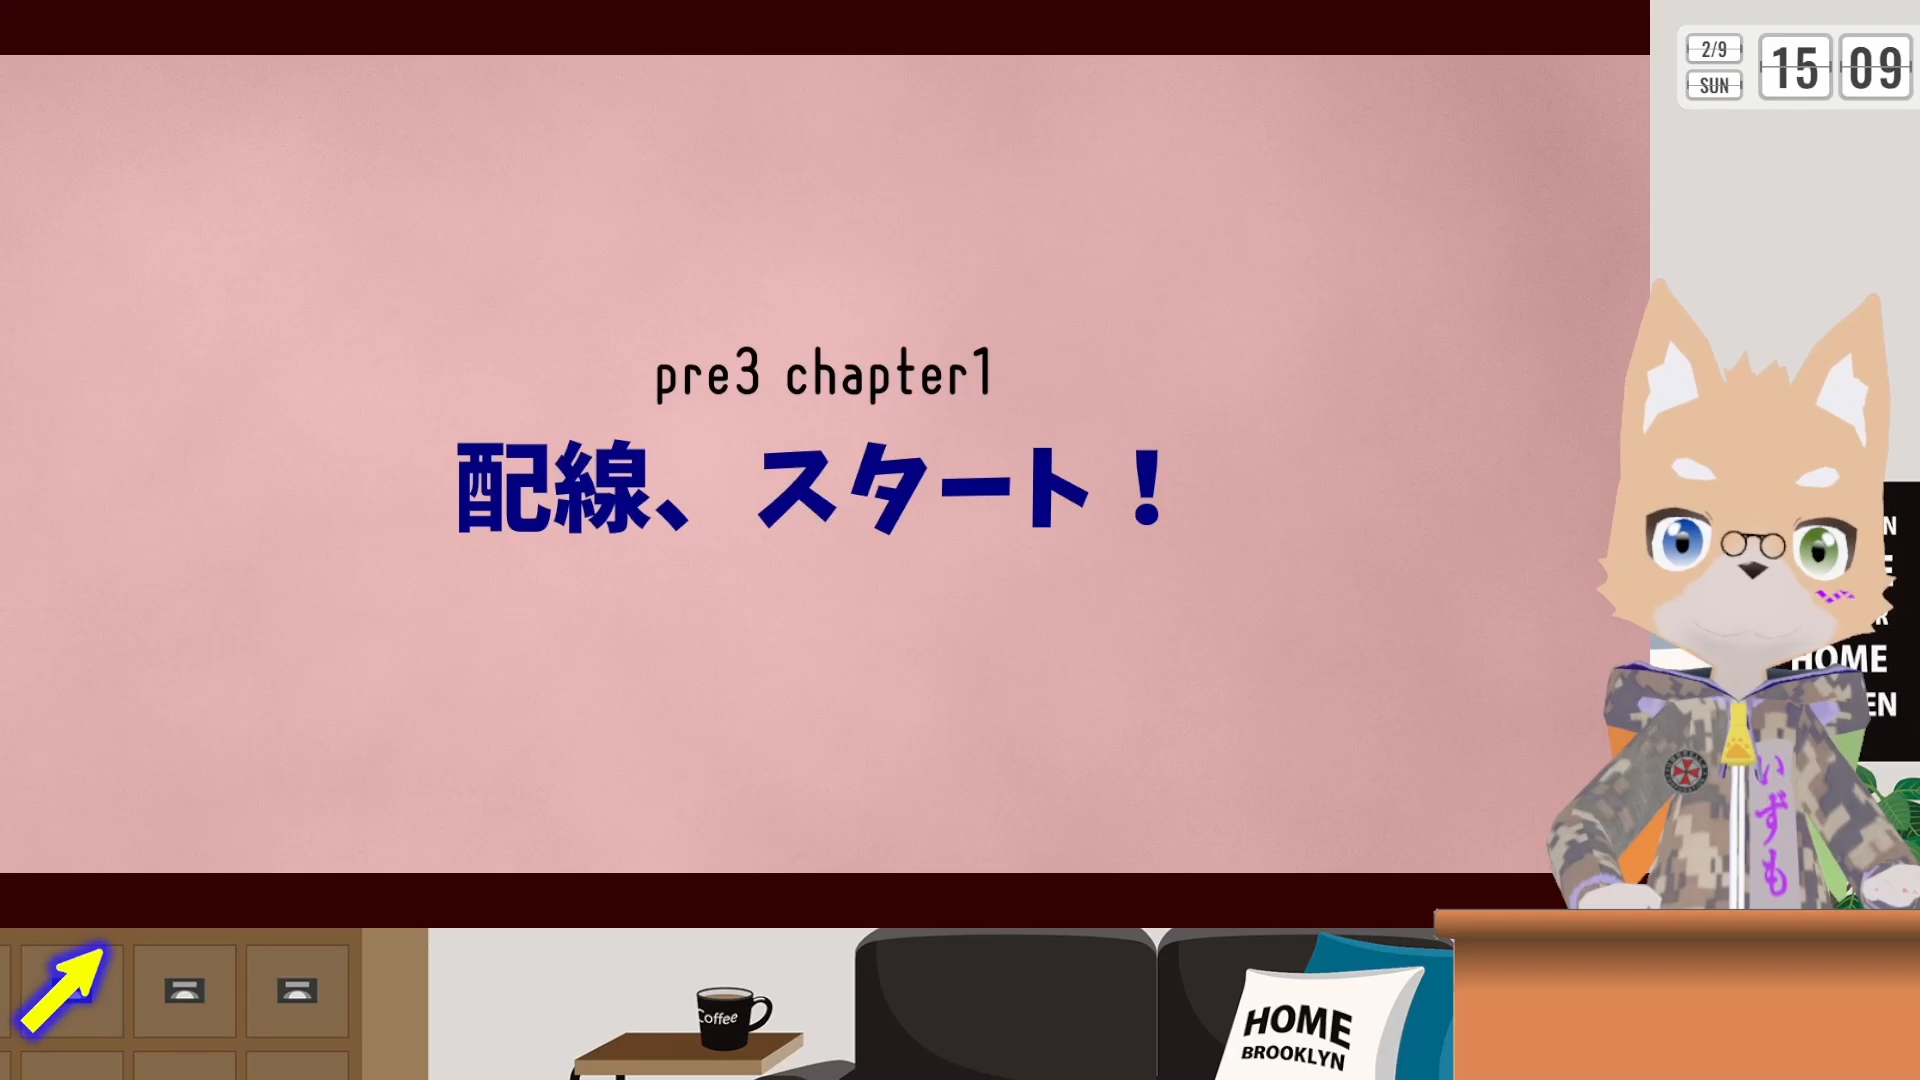 2/9
SUN
15 09
pre3 chapter1
配線、スタート！
HOME
EN
いずも
Coffee
HOME
BROOKLYN